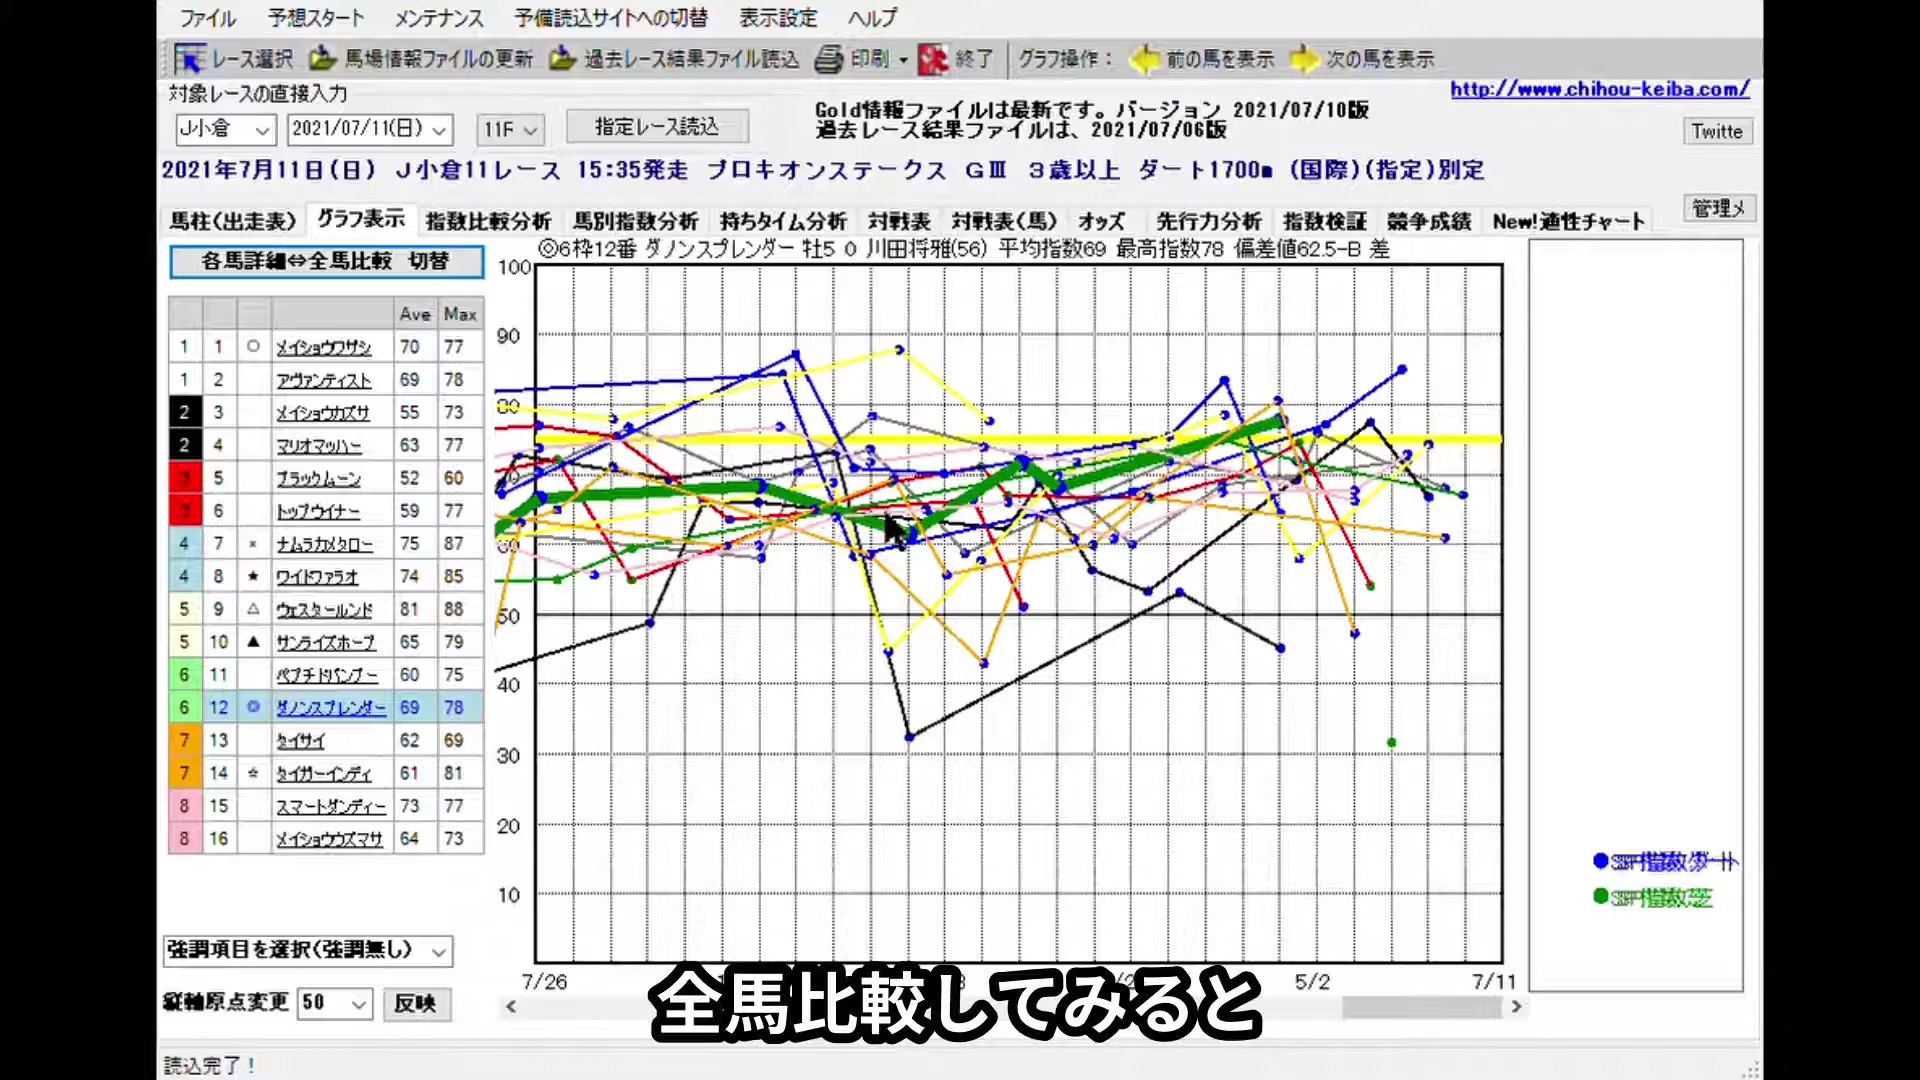 ファイル 予想スタート メンテナンス 予備読込サイトへの切替 表示設定 ヘルプ
レース選択 馬場情報ファイルの更新 過去レース結果ファイル読込 印刷 終了 グラフ操作： 前の馬を表示 次の馬を表示
対象レースの直接入力
http://www.chihou-keiba.com/
Gold情報ファイルは最新です。バージョン 2021/07/10版
過去レース結果ファイルは、2021/07/06版
J小倉 2021/07/11(日) 11R 指定レース読込
Twitte
2021年7月11日(日) J小倉11レース 15:35発走 プロキオンステークス GⅢ 3歳以上 ダート1700m (国際)(指定)別定
管理メ
馬柱(出走表) グラフ表示 指数比較分析 馬別指数分析 持ちタイム分析 対戦表 対戦表(馬) オッズ 先行力分析 指数検証 競争成績 New!適性チャート
各馬詳細⇔全馬比較 切替
◎6枠12番 ダノンスプレンダー 牡5 0 川田将雅(56) 平均指数69 最高指数78 偏差値62.5-B 差
Ave Max
1 1 ○ メイショウワザシ 70 77
1 2 アヴァンティスト 69 78
2 3 メイショウカズサ 55 73
2 4 マリオマッハー 63 77
3 5 ブラックムーン 52 60
3 6 トップウイナー 59 77
4 7 × ナムラカメタロー 75 87
4 8 ★ ワイドファラオ 74 85
5 9 △ ウェスタールンド 81 88
5 10 ▲ サンライズホープ 65 79
6 11 ペプチドバンブー 60 75
6 12 ◎ ダノンスプレンダー 69 78
7 13 タイサイ 62 69
7 14 ☆ タイガーインディ 61 81
8 15 スマートダンディー 73 77
8 16 メイショウウズマサ 64 73
100
90
80
70
60
50
40
30
20
10
7/26 5/2 7/11
SP指数ダート
SP指数芝
強調項目を選択(強調無し)
縦軸原点変更 50 反映
全馬比較してみると
読込完了！